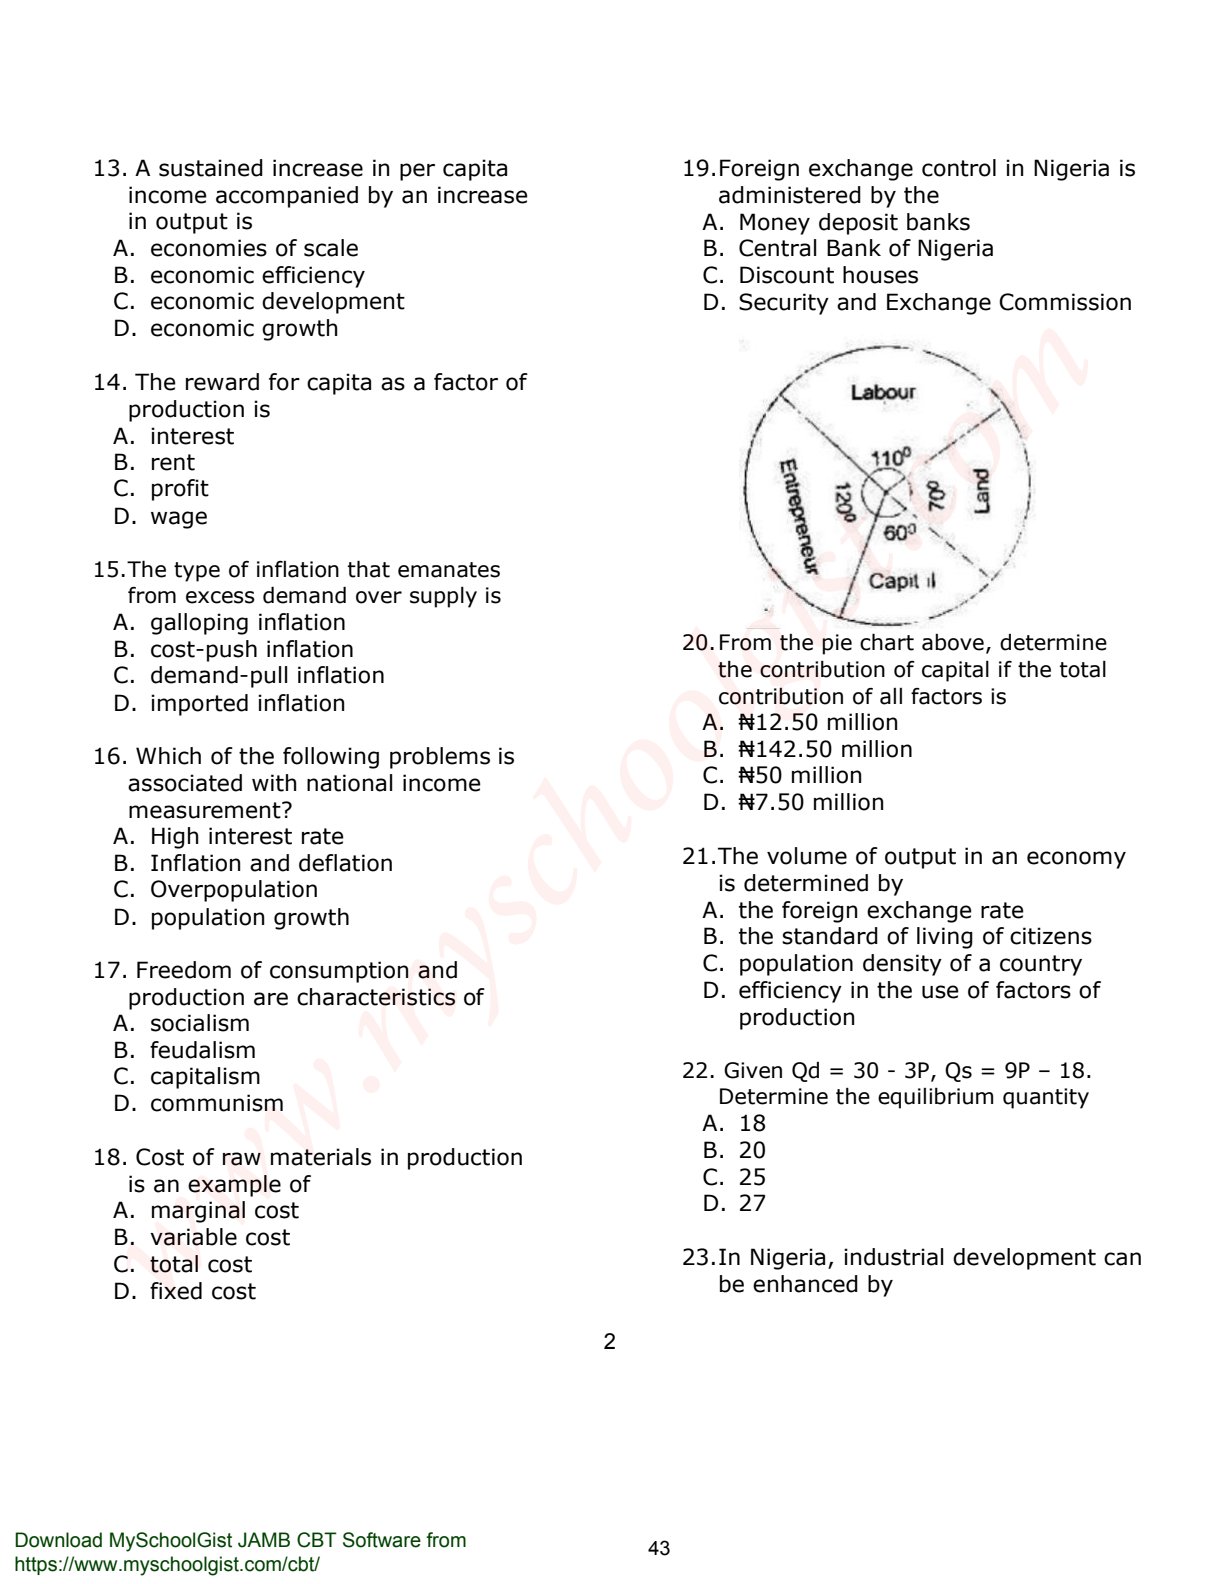 13. A sustained increase in per capita
income accompanied by an increase
in output is
A. economies of scale
B. economic efficiency
C. economic development
D. economic growth
14. The reward for capita as a factor of
production is
A. interest
B. rent
C. profit
D. wage
15.The type of inflation that emanates
from excess demand over supply is
A. galloping inflation
B. cost-push inflation
C. demand-pull inflation
D. imported inflation
16. Which of the following problems is
associated with national income
measurement?
A. High interest rate
B. Inflation and deflation
C. Overpopulation
D. population growth
17. Freedom of consumption and
production are characteristics of
A. socialism
B. feudalism
C. capitalism
D. communism
18. Cost of raw materials in production
is an example of
A. marginal cost
B. variable cost
C. total cost
D. fixed cost
19.Foreign exchange control in Nigeria is
administered by the
A. Money deposit banks
B. Central Bank of Nigeria
C. Discount houses
D. Security and Exchange Commission
Labour
110⁰
Entrepreneur
120⁰
70⁰
Land
60⁰
Capit l
20.From the pie chart above, determine
the contribution of capital if the total
contribution of all factors is
A. ₦12.50 million
B. ₦142.50 million
C. ₦50 million
D. ₦7.50 million
21.The volume of output in an economy
is determined by
A. the foreign exchange rate
B. the standard of living of citizens
C. population density of a country
D. efficiency in the use of factors of
production
22. Given Qd = 30 - 3P, Qs = 9P – 18.
Determine the equilibrium quantity
A. 18
B. 20
C. 25
D. 27
23.In Nigeria, industrial development can
be enhanced by
2
www.myschoolgist.com
Download MySchoolGist JAMB CBT Software from
https://www.myschoolgist.com/cbt/
43